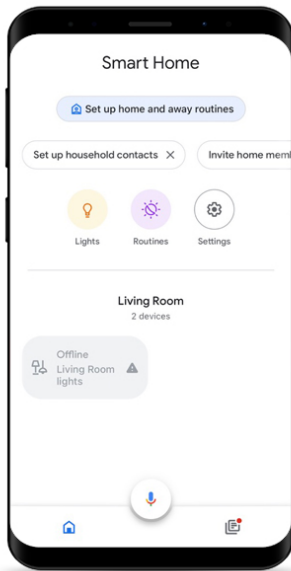 Smart Home
Set up home and away routines
Set up household contacts
Invite home mem
Lights
Routines
Settings
Living Room
2 devices
Offline
Living Room
lights